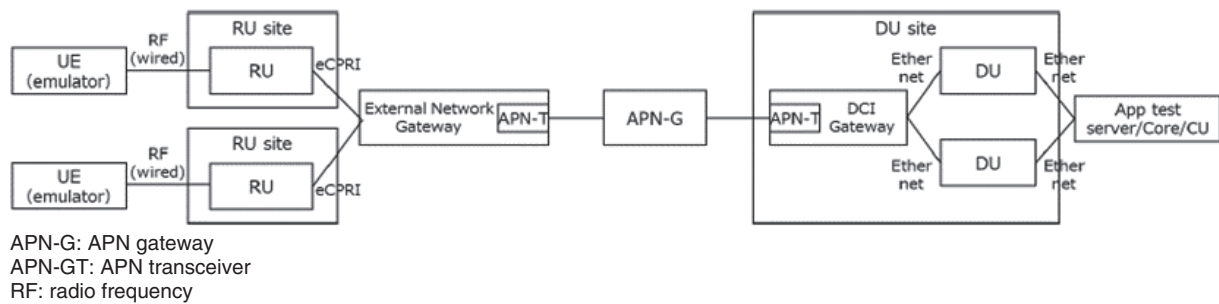 RU site
DU site
RF
(wired)
UE
(emulator)
RU
eCPRI
External Network
Gateway
APN-T
APN-G
APN-T
DCI
Gateway
Ether
net
DU
Ether
net
App test
server/Core/CU
RU site
RF
(wired)
UE
(emulator)
RU
eCPRI
Ether
net
DU
Ether
net
APN-G: APN gateway
APN-GT: APN transceiver
RF: radio frequency